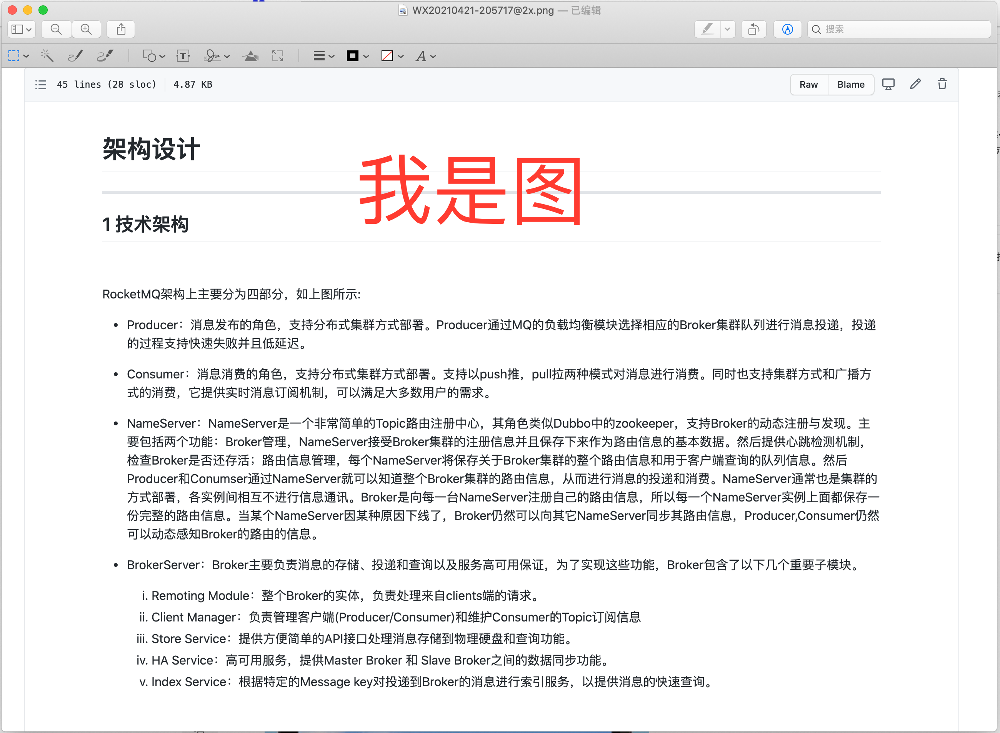 WX20210421-205717@2x.png — 已编辑
搜索
45 lines (28 sloc) 4.87 KB
Raw Blame
架构设计
我是图
1 技术架构
RocketMQ架构上主要分为四部分，如上图所示:
• Producer：消息发布的角色，支持分布式集群方式部署。Producer通过MQ的负载均衡模块选择相应的Broker集群队列进行消息投递，投递
的过程支持快速失败并且低延迟。
• Consumer：消息消费的角色，支持分布式集群方式部署。支持以push推，pull拉两种模式对消息进行消费。同时也支持集群方式和广播方
式的消费，它提供实时消息订阅机制，可以满足大多数用户的需求。
• NameServer：NameServer是一个非常简单的Topic路由注册中心，其角色类似Dubbo中的zookeeper，支持Broker的动态注册与发现。主
要包括两个功能：Broker管理，NameServer接受Broker集群的注册信息并且保存下来作为路由信息的基本数据。然后提供心跳检测机制，
检查Broker是否还存活；路由信息管理，每个NameServer将保存关于Broker集群的整个路由信息和用于客户端查询的队列信息。然后
Producer和Conumser通过NameServer就可以知道整个Broker集群的路由信息，从而进行消息的投递和消费。NameServer通常也是集群的
方式部署，各实例间相互不进行信息通讯。Broker是向每一台NameServer注册自己的路由信息，所以每一个NameServer实例上面都保存一
份完整的路由信息。当某个NameServer因某种原因下线了，Broker仍然可以向其它NameServer同步其路由信息，Producer,Consumer仍然
可以动态感知Broker的路由的信息。
• BrokerServer：Broker主要负责消息的存储、投递和查询以及服务高可用保证，为了实现这些功能，Broker包含了以下几个重要子模块。
i. Remoting Module：整个Broker的实体，负责处理来自clients端的请求。
ii. Client Manager：负责管理客户端(Producer/Consumer)和维护Consumer的Topic订阅信息
iii. Store Service：提供方便简单的API接口处理消息存储到物理硬盘和查询功能。
iv. HA Service：高可用服务，提供Master Broker 和 Slave Broker之间的数据同步功能。
v. Index Service：根据特定的Message key对投递到Broker的消息进行索引服务，以提供消息的快速查询。